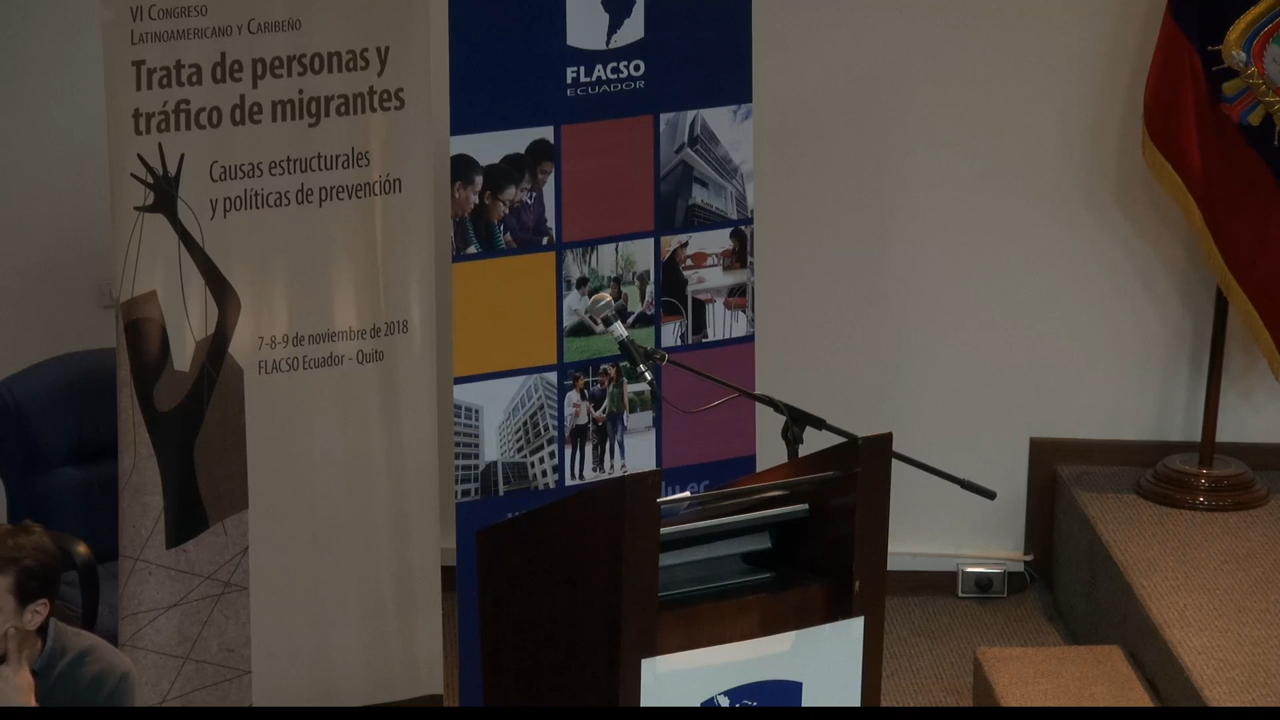 VI Congreso
Latinoamericano y Caribeño
Trata de personas y
tráfico de migrantes
Causas estructurales
y políticas de prevención
7-8-9 de noviembre de 2018
FLACSO Ecuador - Quito
FLACSO
ECUADOR